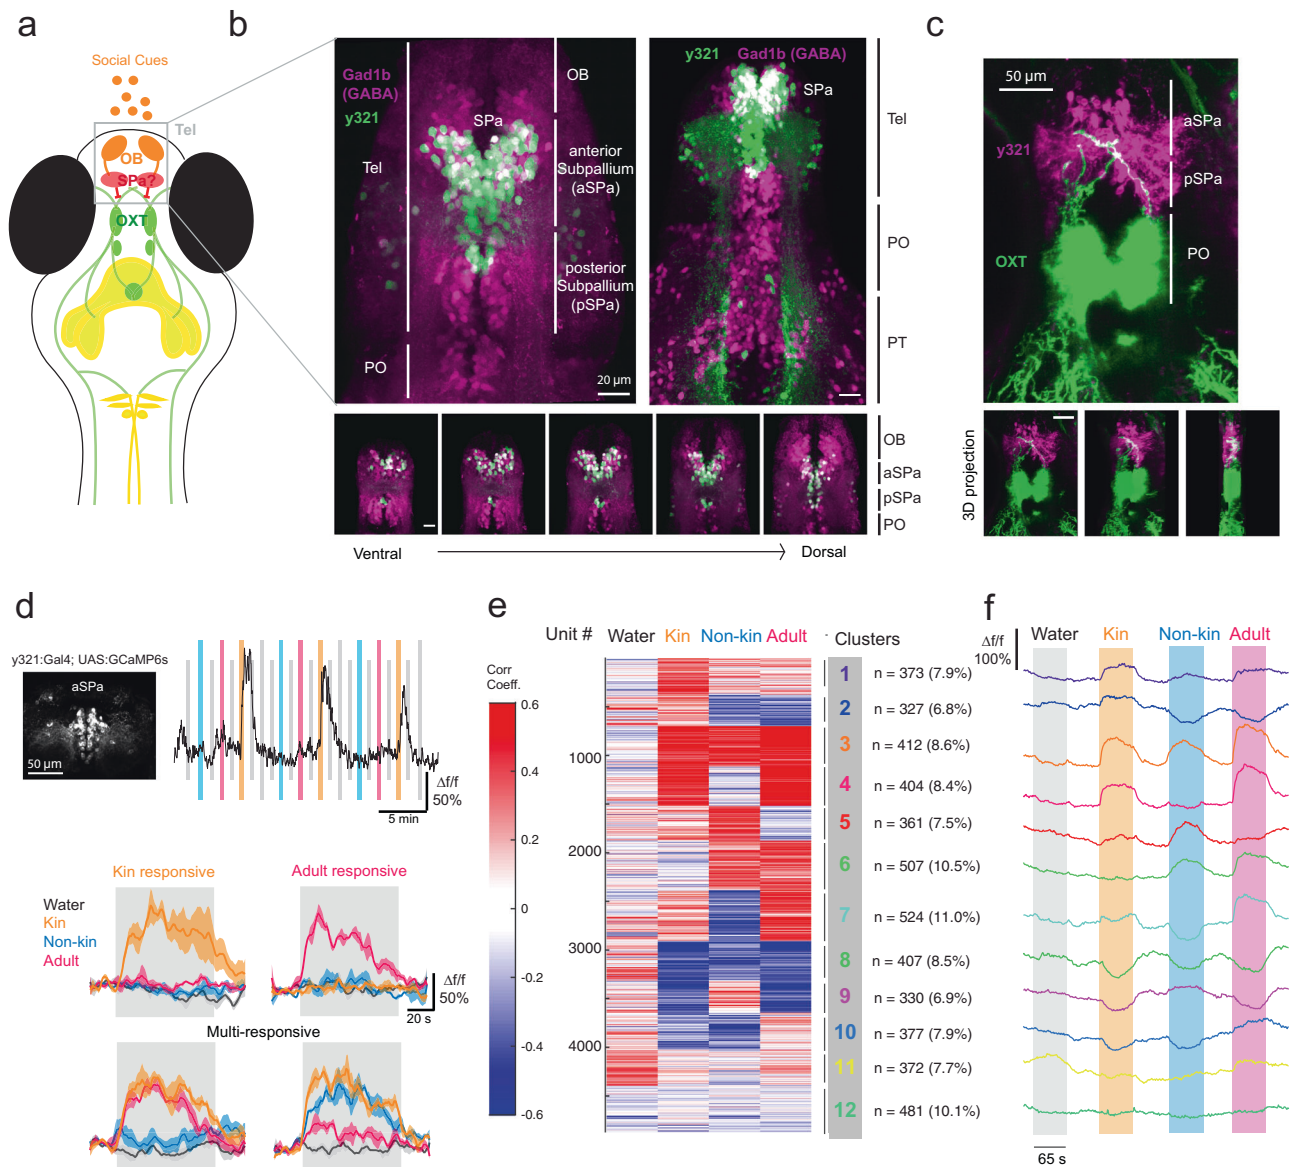 a
Social Cues
Tel
OB
SPa?
OXT
b
Gad1b
(GABA)
y321
SPa
Tel
PO
OB
anterior
Subpallium
(aSPa)
posterior
Subpallium
(pSPa)
20 µm
y321 Gad1b (GABA)
SPa
Tel
PO
PT
OB
aSPa
pSPa
PO
Ventral
Dorsal
c
50 µm
y321
OXT
aSPa
pSPa
PO
3D projection
d
y321:Gal4; UAS:GCaMP6s
aSPa
50 µm
Δf/f
50%
5 min
Kin responsive
Adult responsive
Water
Kin
Non-kin
Adult
Δf/f
50%
20 s
Multi-responsive
e
Unit # Water Kin Non-kin Adult Clusters
Corr
Coeff.
0.6
0.4
0.2
0
-0.2
-0.4
-0.6
1000
2000
3000
4000
1 n = 373 (7.9%)
2 n = 327 (6.8%)
3 n = 412 (8.6%)
4 n = 404 (8.4%)
5 n = 361 (7.5%)
6 n = 507 (10.5%)
7 n = 524 (11.0%)
8 n = 407 (8.5%)
9 n = 330 (6.9%)
10 n = 377 (7.9%)
11 n = 372 (7.7%)
12 n = 481 (10.1%)
f
Δf/f
100%
Water Kin Non-kin Adult
65 s